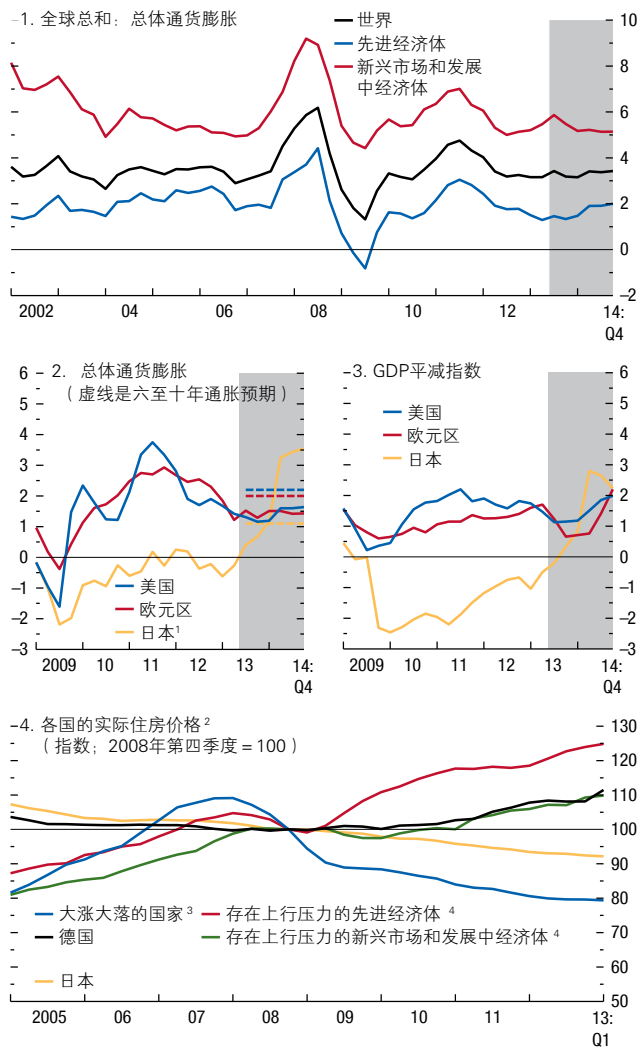 1. 全球总和：总体通货膨胀
世界
先进经济体
新兴市场和发展
中经济体
10
8
6
4
2
0
–2
2002 04 06 08 10 12 14:
Q4
2. 总体通货膨胀
（虚线是六至十年通胀预期）
6
5
4
3
2
1
0
–1
–2
–3
美国
欧元区
日本¹
2009 10 11 12 13 14:
Q4
3. GDP平减指数
美国
欧元区
日本
6
5
4
3
2
1
0
–1
–2
–3
2009 10 11 12 13 14:
Q4
4. 各国的实际住房价格²
（指数；2008年第四季度＝100）
130
120
110
100
90
80
70
60
50
大涨大落的国家³ 存在上行压力的先进经济体⁴
德国 存在上行压力的新兴市场和发展中经济体⁴
日本
2005 06 07 08 09 10 11 13:
Q1